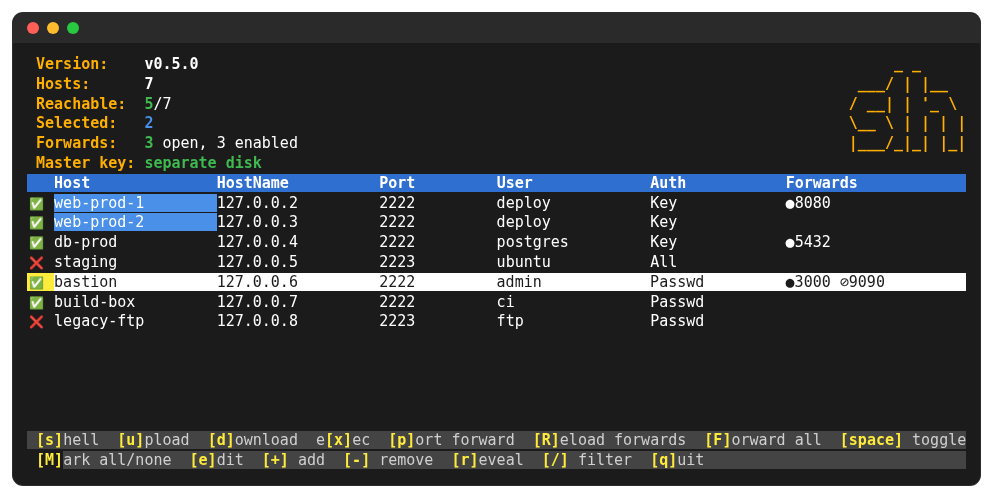 Version: v0.5.0
Hosts: 7
Reachable: 5/7
Selected: 2
Forwards: 3 open, 3 enabled
Master key: separate disk
sh
Host HostName Port User Auth Forwards
✅ web-prod-1 127.0.0.2 2222 deploy Key ●8080
✅ web-prod-2 127.0.0.3 2222 deploy Key
✅ db-prod 127.0.0.4 2222 postgres Key ●5432
❌ staging 127.0.0.5 2223 ubuntu All
✅ bastion 127.0.0.6 2222 admin Passwd ●3000 ⊘9090
✅ build-box 127.0.0.7 2222 ci Passwd
❌ legacy-ftp 127.0.0.8 2223 ftp Passwd
[s]hell [u]pload [d]ownload e[x]ec [p]ort forward [R]eload forwards [F]orward all [space] toggle
[M]ark all/none [e]dit [+] add [-] remove [r]eveal [/] filter [q]uit